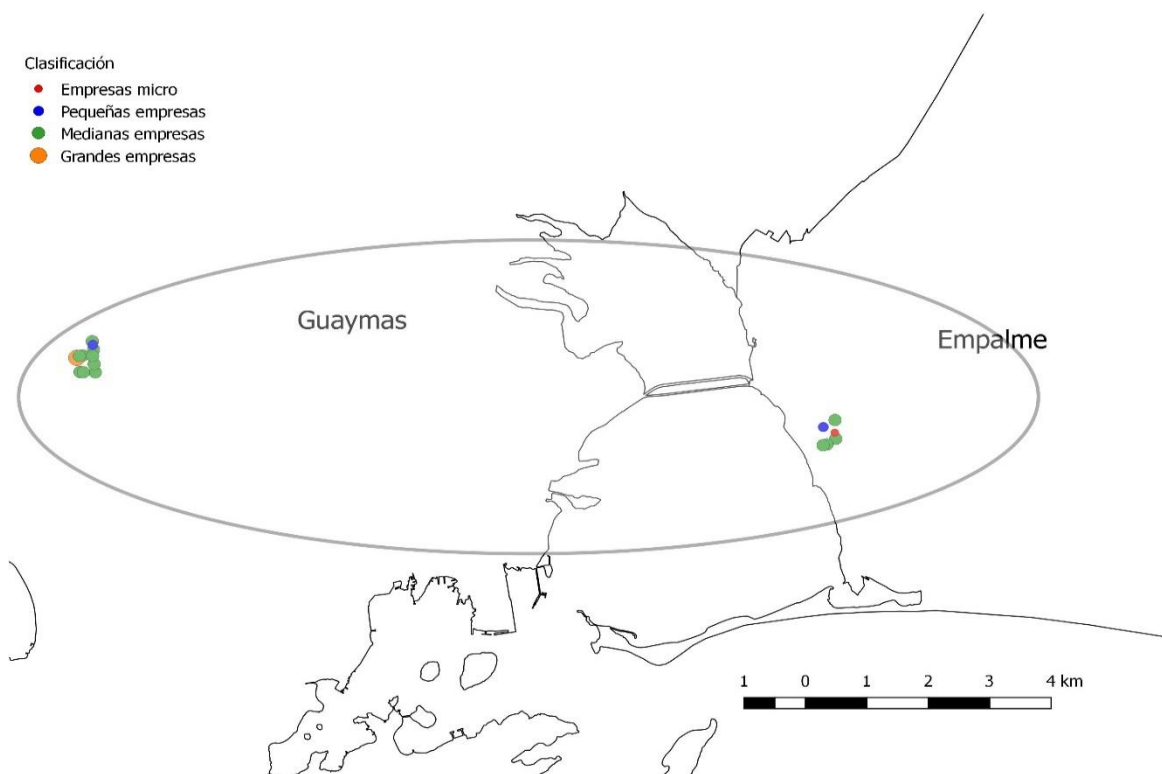 Clasificación
Empresas micro
Pequeñas empresas
Medianas empresas
Grandes empresas
Guaymas
Empalme
1 0 1 2 3 4 km